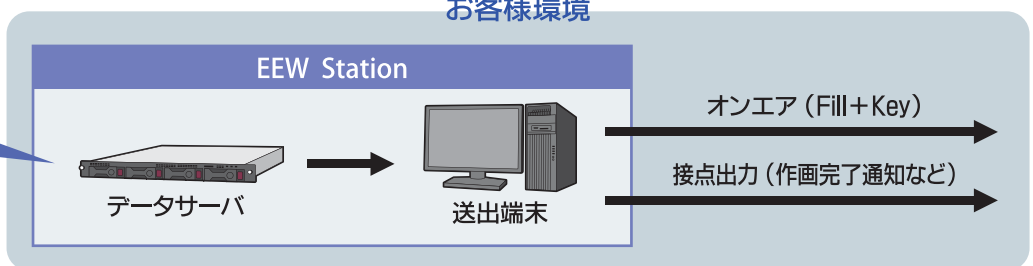 お客様環境
EEW Station
オンエア（Fill＋Key）
接点出力（作画完了通知など）
データサーバ
送出端末